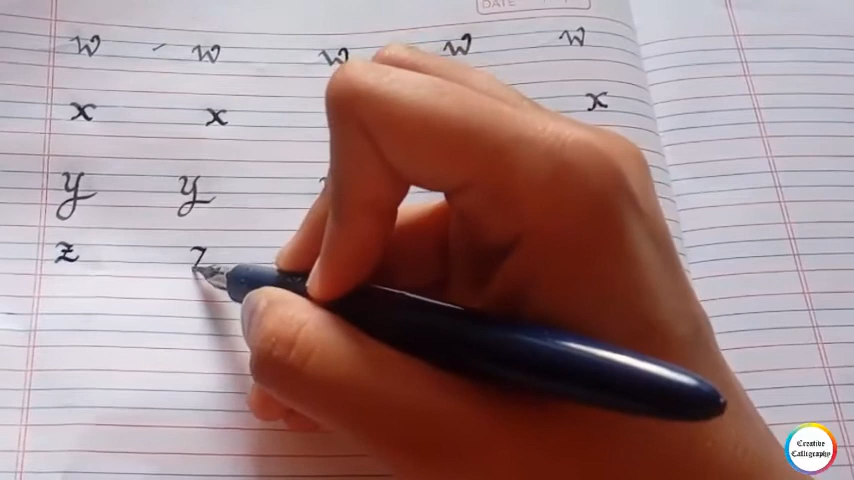 DATE
w w w w w
x x x
y y
z z
Creative
Calligraphy